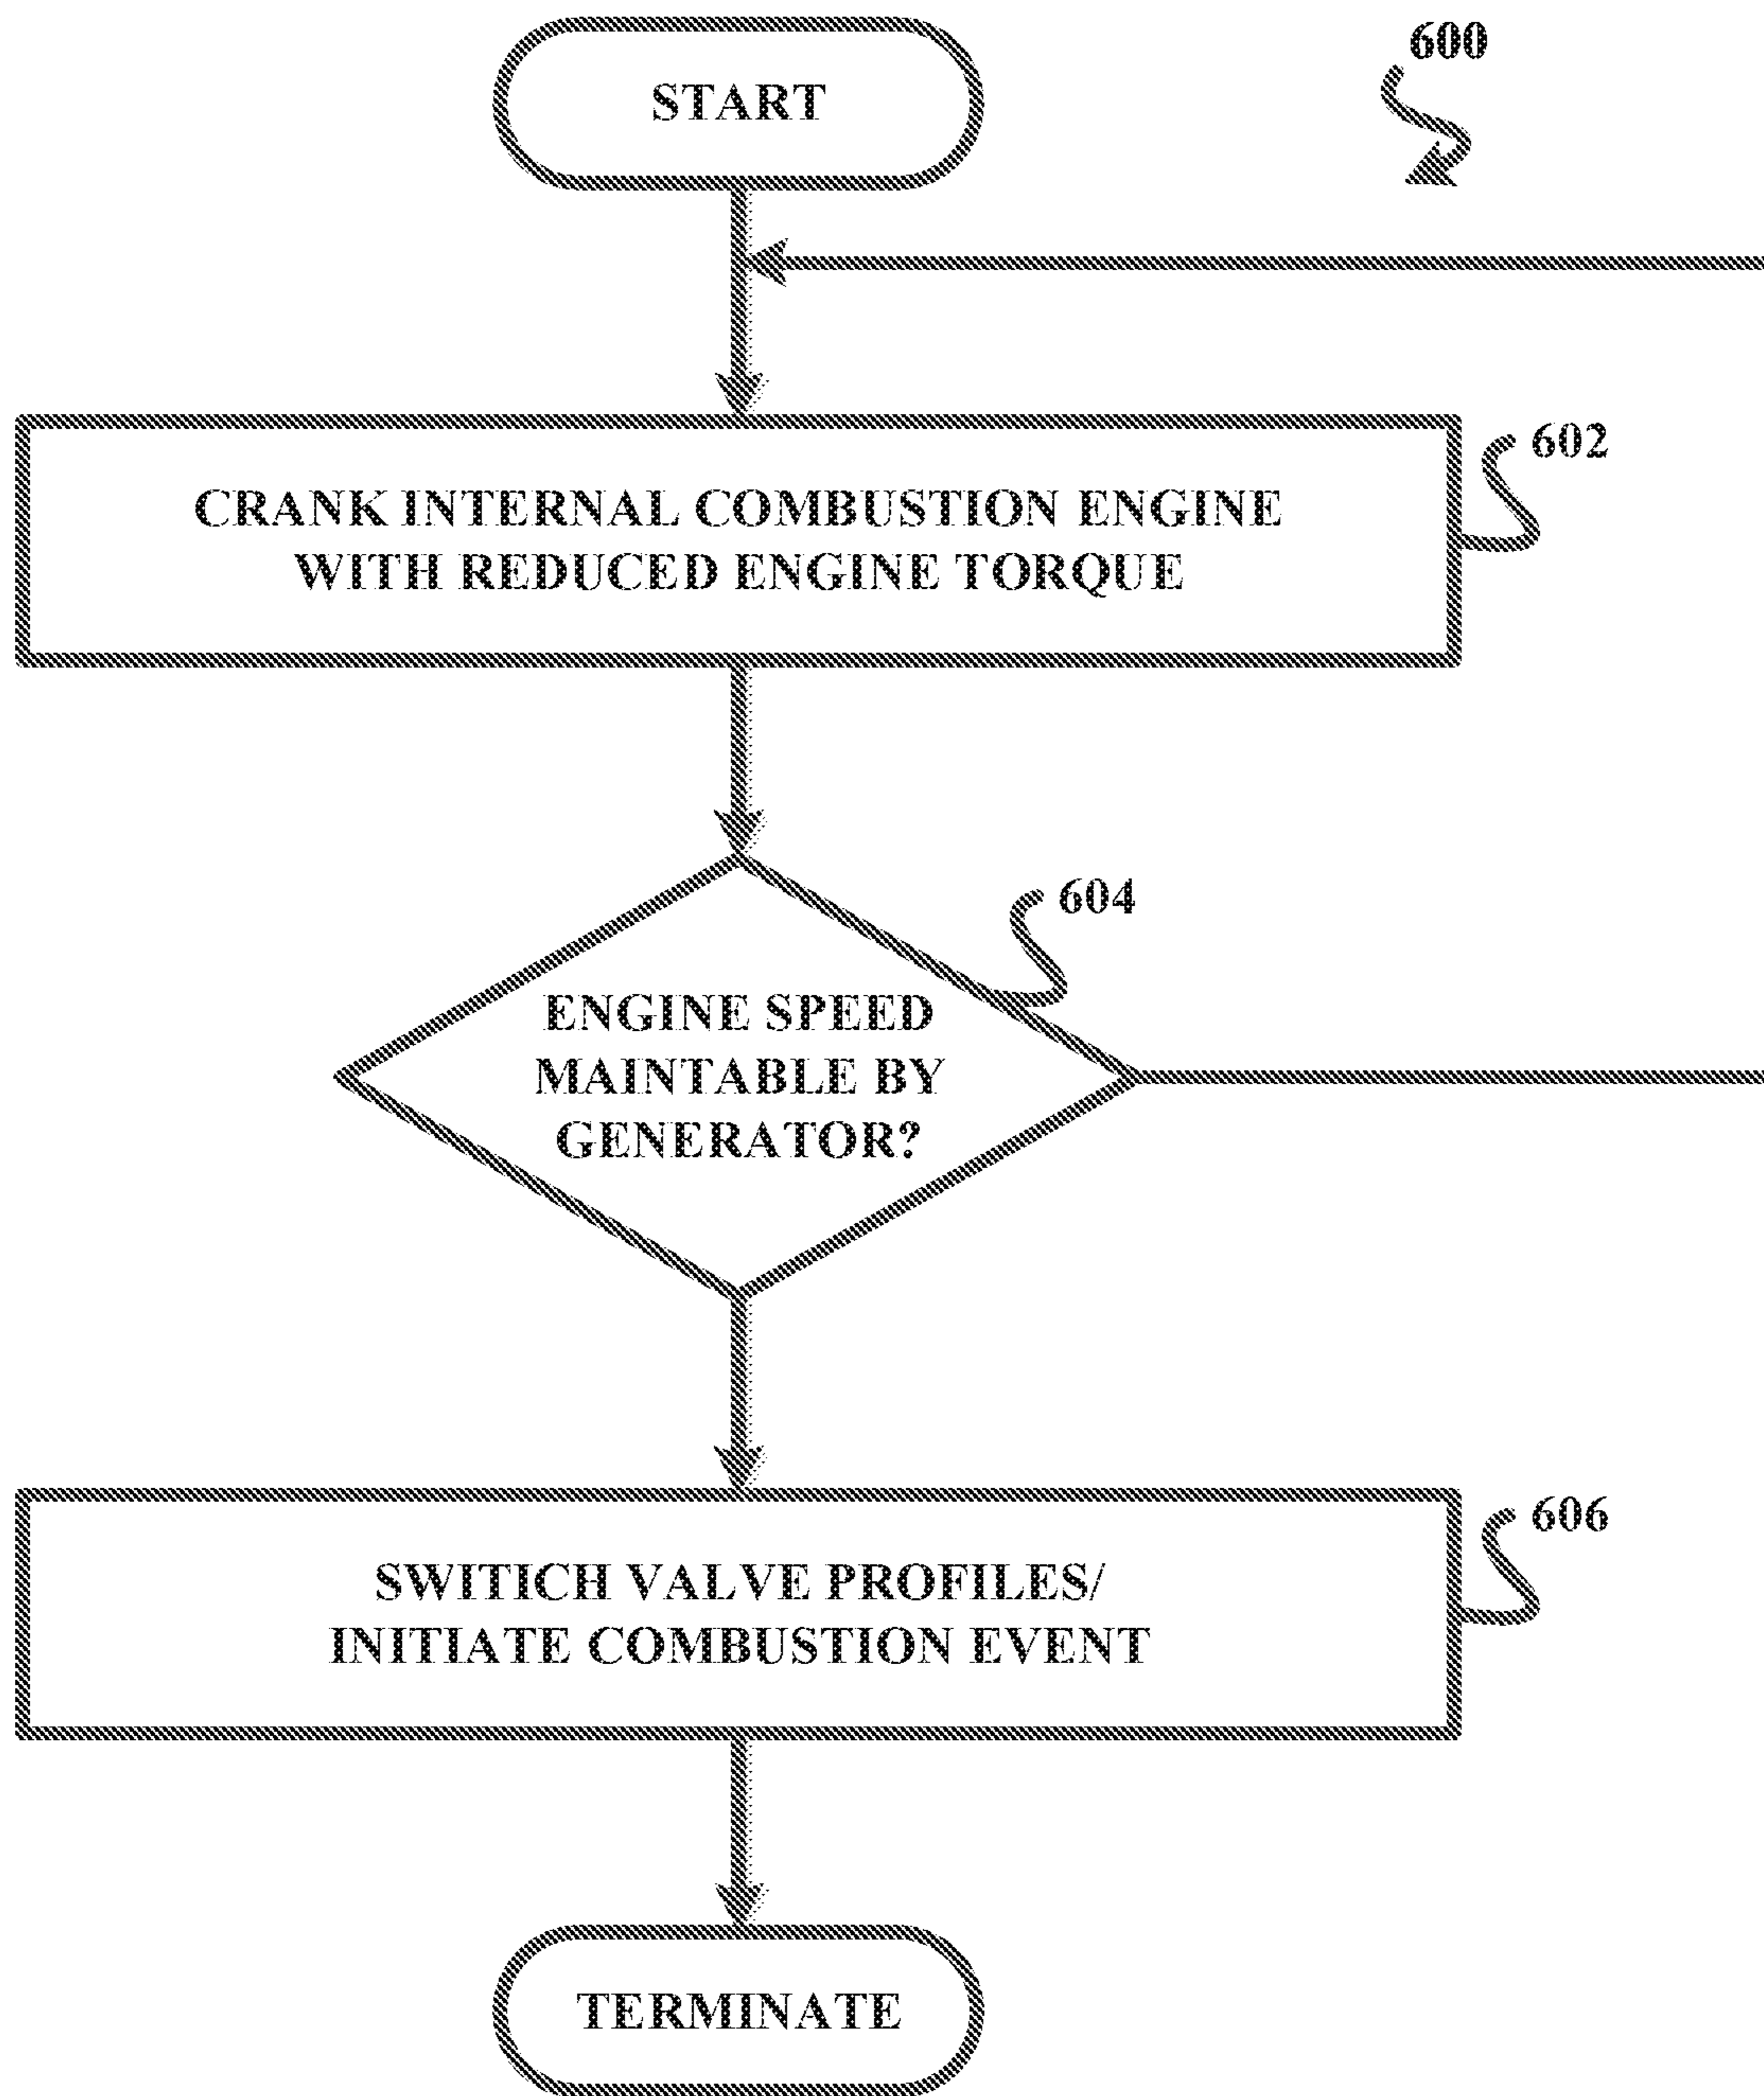 START
600
CRANK INTERNAL COMBUSTION ENGINE
WITH REDUCED ENGINE TORQUE
602
604
ENGINE SPEED
MAINTABLE BY
GENERATOR?
SWITICH VALVE PROFILES/
INITIATE COMBUSTION EVENT
606
TERMINATE